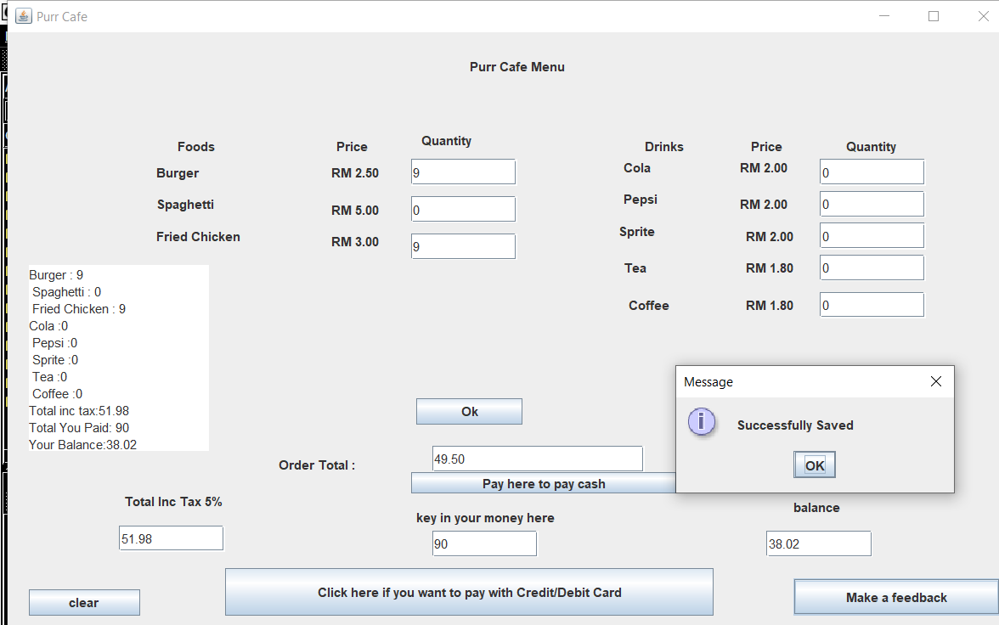 Purr Cafe
Purr Cafe Menu
Foods Price Quantity Drinks Price Quantity
Burger RM 2.50 9 Cola RM 2.00 0
Spaghetti RM 5.00 0 Pepsi RM 2.00 0
Fried Chicken RM 3.00 9 Sprite RM 2.00 0
Tea RM 1.80 0
Coffee RM 1.80 0
Burger : 9
Spaghetti : 0
Fried Chicken : 9
Cola :0
Pepsi :0
Sprite :0
Tea :0
Coffee :0
Total inc tax:51.98
Total You Paid: 90
Your Balance:38.02
Message
Successfully Saved
OK
Ok
Order Total : 49.50
Pay here to pay cash
Total Inc Tax 5% key in your money here balance
51.98 90 38.02
clear Click here if you want to pay with Credit/Debit Card Make a feedback